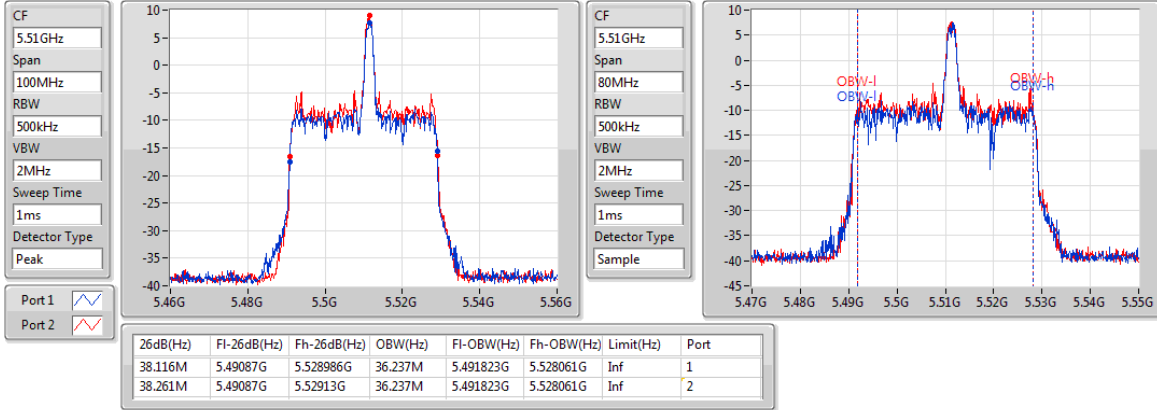 CF
5.51GHz
Span
100MHz
RBW
500kHz
VBW
2MHz
Sweep Time
1ms
Detector Type
Peak
Port 1
Port 2
10
5
0
-5
-10
-15
-20
-25
-30
-35
-40
5.46G 5.48G 5.5G 5.52G 5.54G 5.56G
CF
5.51GHz
Span
80MHz
RBW
500kHz
VBW
2MHz
Sweep Time
1ms
Detector Type
Sample
10
5
0
-5
-10
-15
-20
-25
-30
-35
-40
-45
OBW-l OBW-h
OBW-l OBW-h
5.47G 5.48G 5.49G 5.5G 5.51G 5.52G 5.53G 5.54G 5.55G
26dB(Hz) Fl-26dB(Hz) Fh-26dB(Hz) OBW(Hz) Fl-OBW(Hz) Fh-OBW(Hz) Limit(Hz) Port
38.116M 5.49087G 5.528986G 36.237M 5.491823G 5.528061G Inf 1
38.261M 5.49087G 5.52913G 36.237M 5.491823G 5.528061G Inf 2